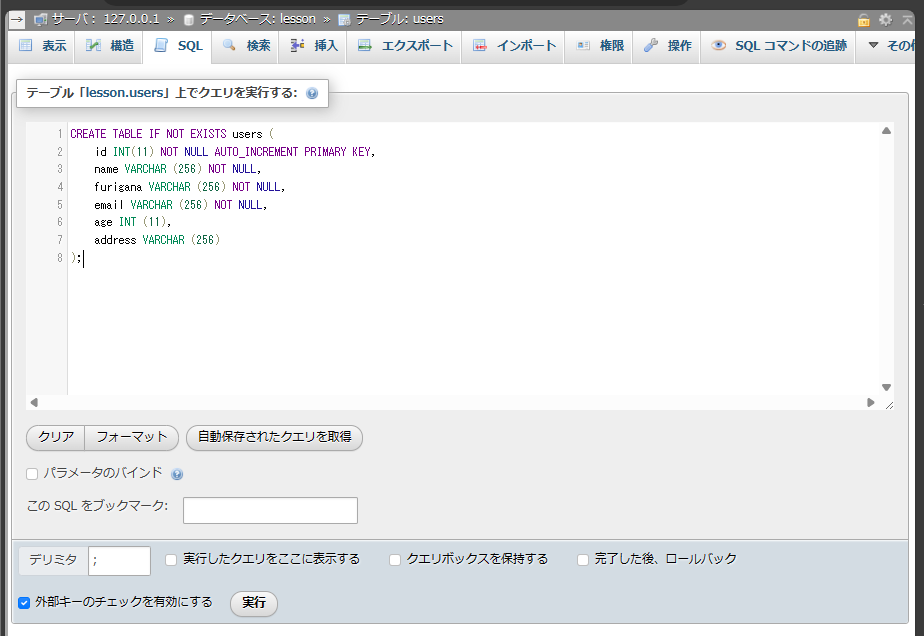 サーバ: 127.0.0.1 » データベース: lesson » テーブル: users
表示 構造 SQL 検索 挿入 エクスポート インポート 権限 操作 SQL コマンドの追跡 ▼ その
テーブル「lesson.users」上でクエリを実行する:
1 CREATE TABLE IF NOT EXISTS users (
2 id INT(11) NOT NULL AUTO_INCREMENT PRIMARY KEY,
3 name VARCHAR (256) NOT NULL,
4 furigana VARCHAR (256) NOT NULL,
5 email VARCHAR (256) NOT NULL,
6 age INT (11),
7 address VARCHAR (256)
8 );
クリア フォーマット 自動保存されたクエリを取得
パラメータのバインド
この SQL をブックマーク:
デリミタ ; 実行したクエリをここに表示する クエリボックスを保持する 完了した後、ロールバック
外部キーのチェックを有効にする 実行